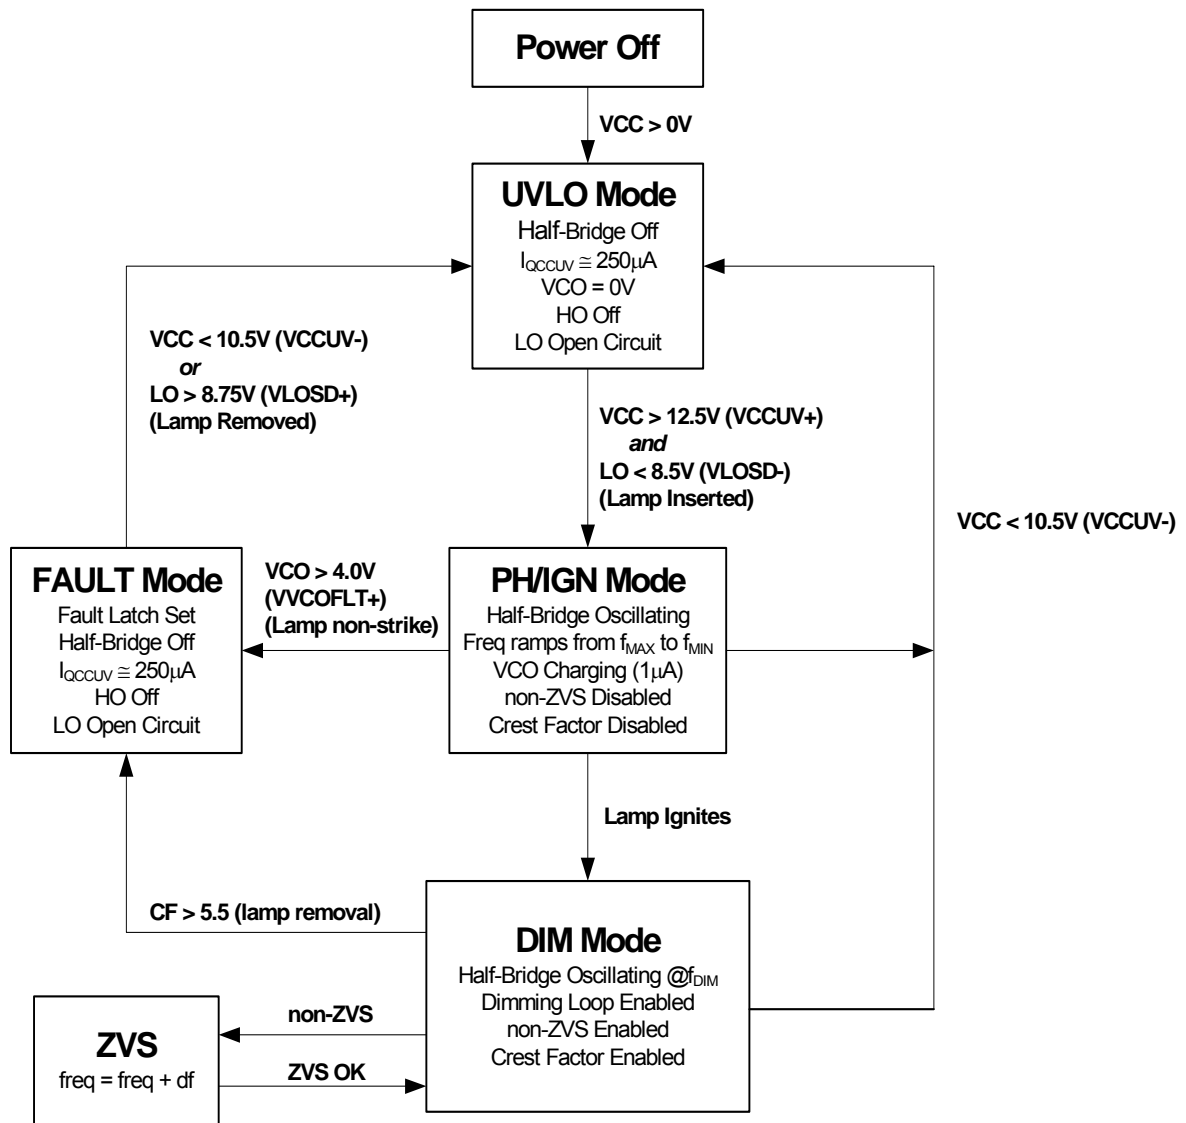 Power Off
VCC > 0V
UVLO Mode
Half-Bridge Off
IQCCUV ≅ 250μA
VCO = 0V
HO Off
LO Open Circuit
VCC < 10.5V (VCCUV-)
or
LO > 8.75V (VLOSD+)
(Lamp Removed)
VCC > 12.5V (VCCUV+)
and
LO < 8.5V (VLOSD-)
(Lamp Inserted)
VCC < 10.5V (VCCUV-)
FAULT Mode
Fault Latch Set
Half-Bridge Off
IQCCUV ≅ 250μA
HO Off
LO Open Circuit
VCO > 4.0V
(VVCOFLT+)
(Lamp non-strike)
PH/IGN Mode
Half-Bridge Oscillating
Freq ramps from fMAX to fMIN
VCO Charging (1μA)
non-ZVS Disabled
Crest Factor Disabled
Lamp Ignites
CF > 5.5 (lamp removal)
DIM Mode
Half-Bridge Oscillating @fDIM
Dimming Loop Enabled
non-ZVS Enabled
Crest Factor Enabled
non-ZVS
ZVS OK
ZVS
freq = freq + df